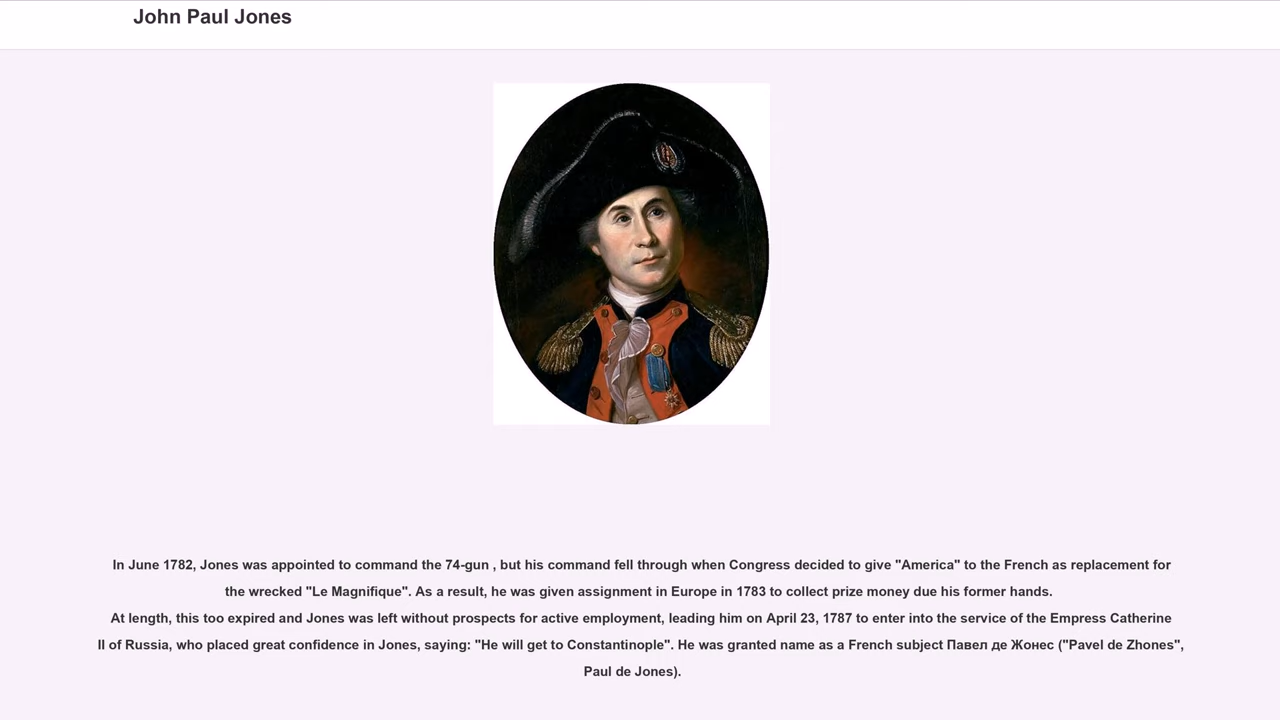 John Paul Jones
In June 1782, Jones was appointed to command the 74-gun , but his command fell through when Congress decided to give "America" to the French as replacement for
the wrecked "Le Magnifique". As a result, he was given assignment in Europe in 1783 to collect prize money due his former hands.
At length, this too expired and Jones was left without prospects for active employment, leading him on April 23, 1787 to enter into the service of the Empress Catherine
II of Russia, who placed great confidence in Jones, saying: "He will get to Constantinople". He was granted name as a French subject Павел де Жонес ("Pavel de Zhones",
Paul de Jones).